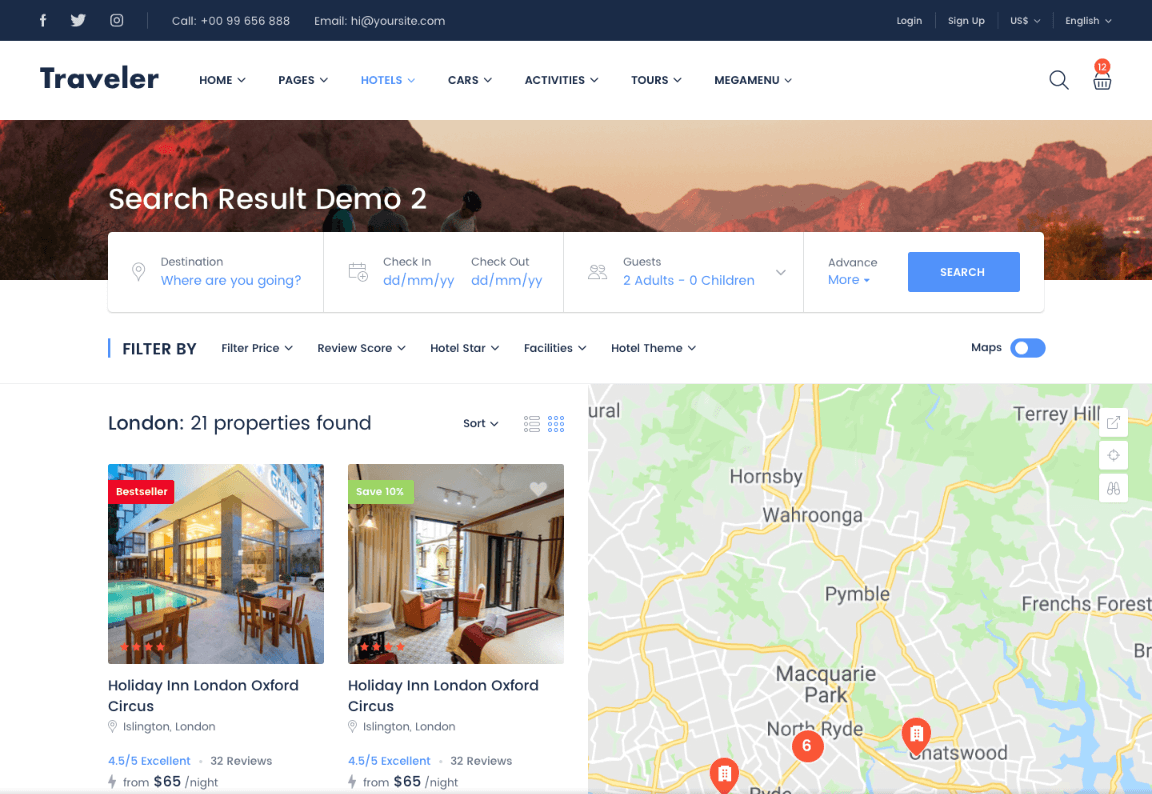 Call: +00 99 656 888
Email: hi@yoursite.com
Login
Sign Up
US$
English
Traveler
HOME
PAGES
HOTELS
CARS
ACTIVITIES
TOURS
MEGAMENU
12
Search Result Demo 2
Destination
Where are you going?
Check In
dd/mm/yy
Check Out
dd/mm/yy
Guests
2 Adults - 0 Children
Advance
More
SEARCH
FILTER BY
Filter Price
Review Score
Hotel Star
Facilities
Hotel Theme
Maps
London: 21 properties found
Sort
Bestseller
Save 10%
Holiday Inn London Oxford
Circus
Islington, London
4.5/5 Excellent
32 Reviews
from $65 /night
Holiday Inn London Oxford
Circus
Islington, London
4.5/5 Excellent
32 Reviews
from $65 /night
ural
Terrey Hill
Hornsby
Wahroonga
Pymble
Frenchs Forest
Br
Macquarie
Park
North Ryde
6
Chatswood
Ryde